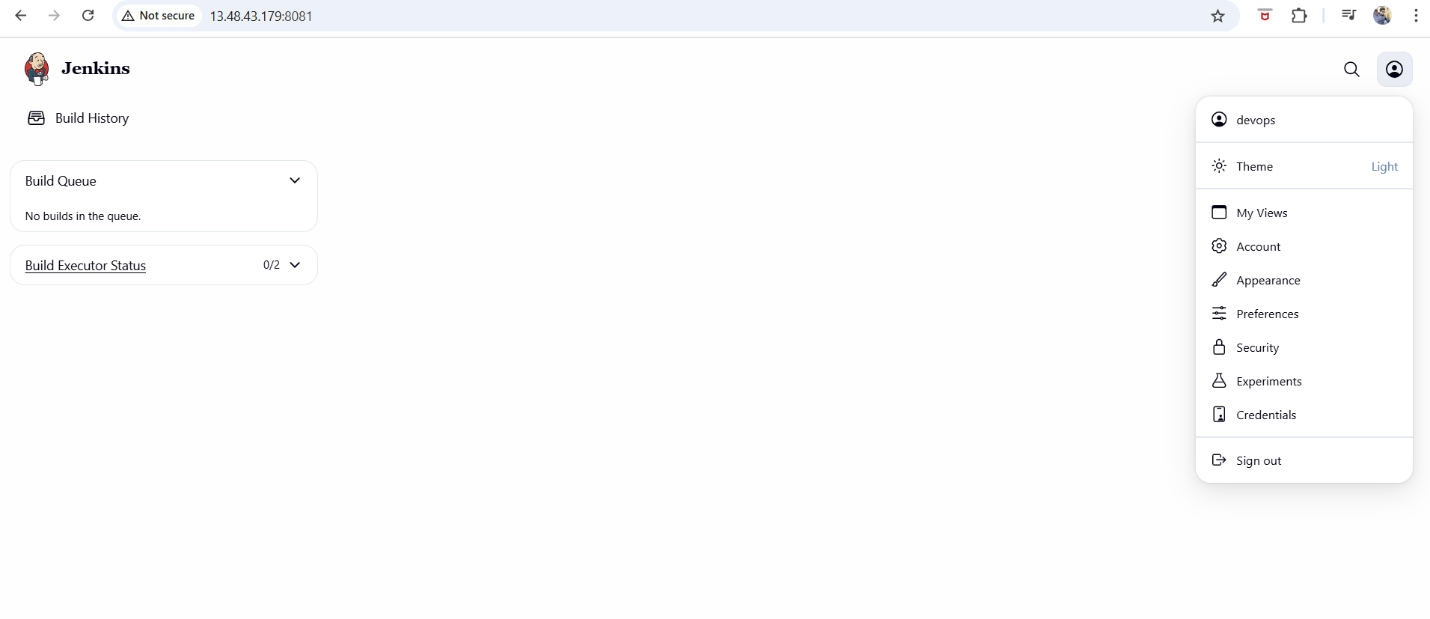 Not secure 13.48.43.179:8081
Jenkins
Build History
Build Queue
No builds in the queue.
Build Executor Status 0/2
devops
Theme Light
My Views
Account
Appearance
Preferences
Security
Experiments
Credentials
Sign out